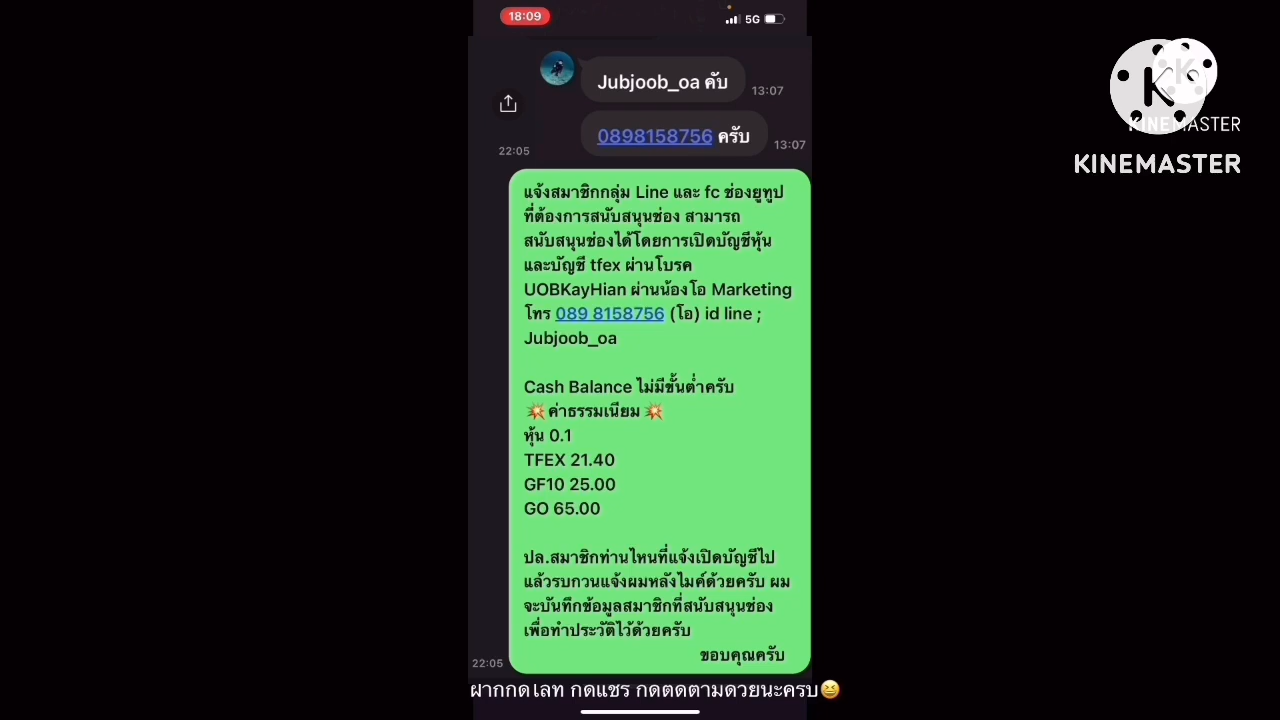 18:09
5G
Jubjoob_oa คับ
13:07
0898158756 ครับ
13:07
22:05
แจ้งสมาชิกกลุ่ม Line และ fc ช่องยูทูป
ที่ต้องการสนับสนุนช่อง สามารถ
สนับสนุนช่องได้โดยการเปิดบัญชีหุ้น
และบัญชี tfex ผ่านโบรค
UOBKayHian ผ่านน้องโอ Marketing
โทร 089 8158756 (โอ) id line ;
Jubjoob_oa
Cash Balance ไม่มีขั้นต่ำครับ
💥ค่าธรรมเนียม💥
หุ้น 0.1
TFEX 21.40
GF10 25.00
GO 65.00
ปล.สมาชิกท่านไหนที่แจ้งเปิดบัญชีไป
แล้วรบกวนแจ้งผมหลังไมค์ด้วยครับ ผม
จะบันทึกข้อมูลสมาชิกที่สนับสนุนช่อง
เพื่อทำประวัติไว้ด้วยครับ
ขอบคุณครับ
22:05
ฝากกดไลท กดแชร กดตดตามดวยนะครบ😆
KINEMASTER
KINEMASTER